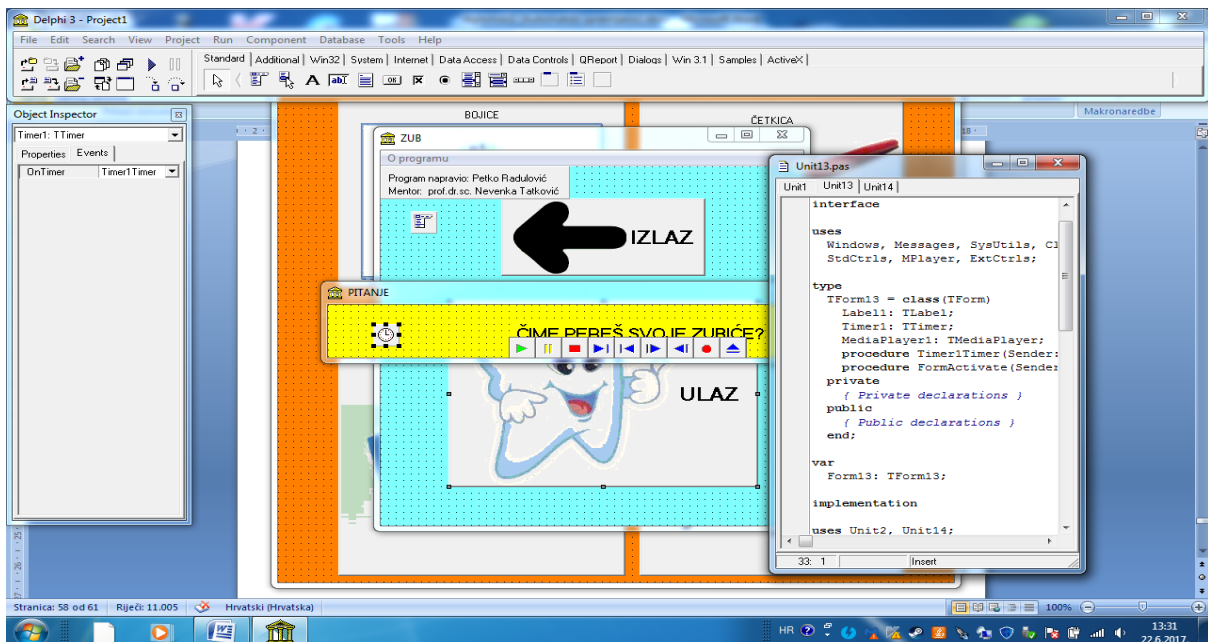 Delphi 3 - Project1
File Edit Search View Project Run Component Database Tools Help
Standard Additional Win32 System Internet Data Access Data Controls QReport Dialogs Win 3.1 Samples ActiveX
Object Inspector
Timer1: TTimer
Properties Events
OnTimer Timer1Timer
Makronaredbe
2
18
BOJICE
ČETKICA
ZUB
O programu
Program napravio: Petko Radulović
Mentor: prof.dr.sc. Nevenka Tatković
IZLAZ
PITANJE
ČIME PEREŠ SVOJE ZUBIĆE?
ULAZ
Unit13.pas
Unit1 Unit13 Unit14
interface
uses
Windows, Messages, SysUtils, Cl
StdCtrls, MPlayer, ExtCtrls;
type
TForm13 = class(TForm)
Label1: TLabel;
Timer1: TTimer;
MediaPlayer1: TMediaPlayer;
procedure Timer1Timer(Sender:
procedure FormActivate(Sender
private
{ Private declarations }
public
{ Public declarations }
end;
var
Form13: TForm13;
implementation
uses Unit2, Unit14;
33: 1 Insert
25
26
Stranica: 58 od 61 Riječi: 11.005 Hrvatski (Hrvatska) 100%
HR 13:31
22.6.2017.